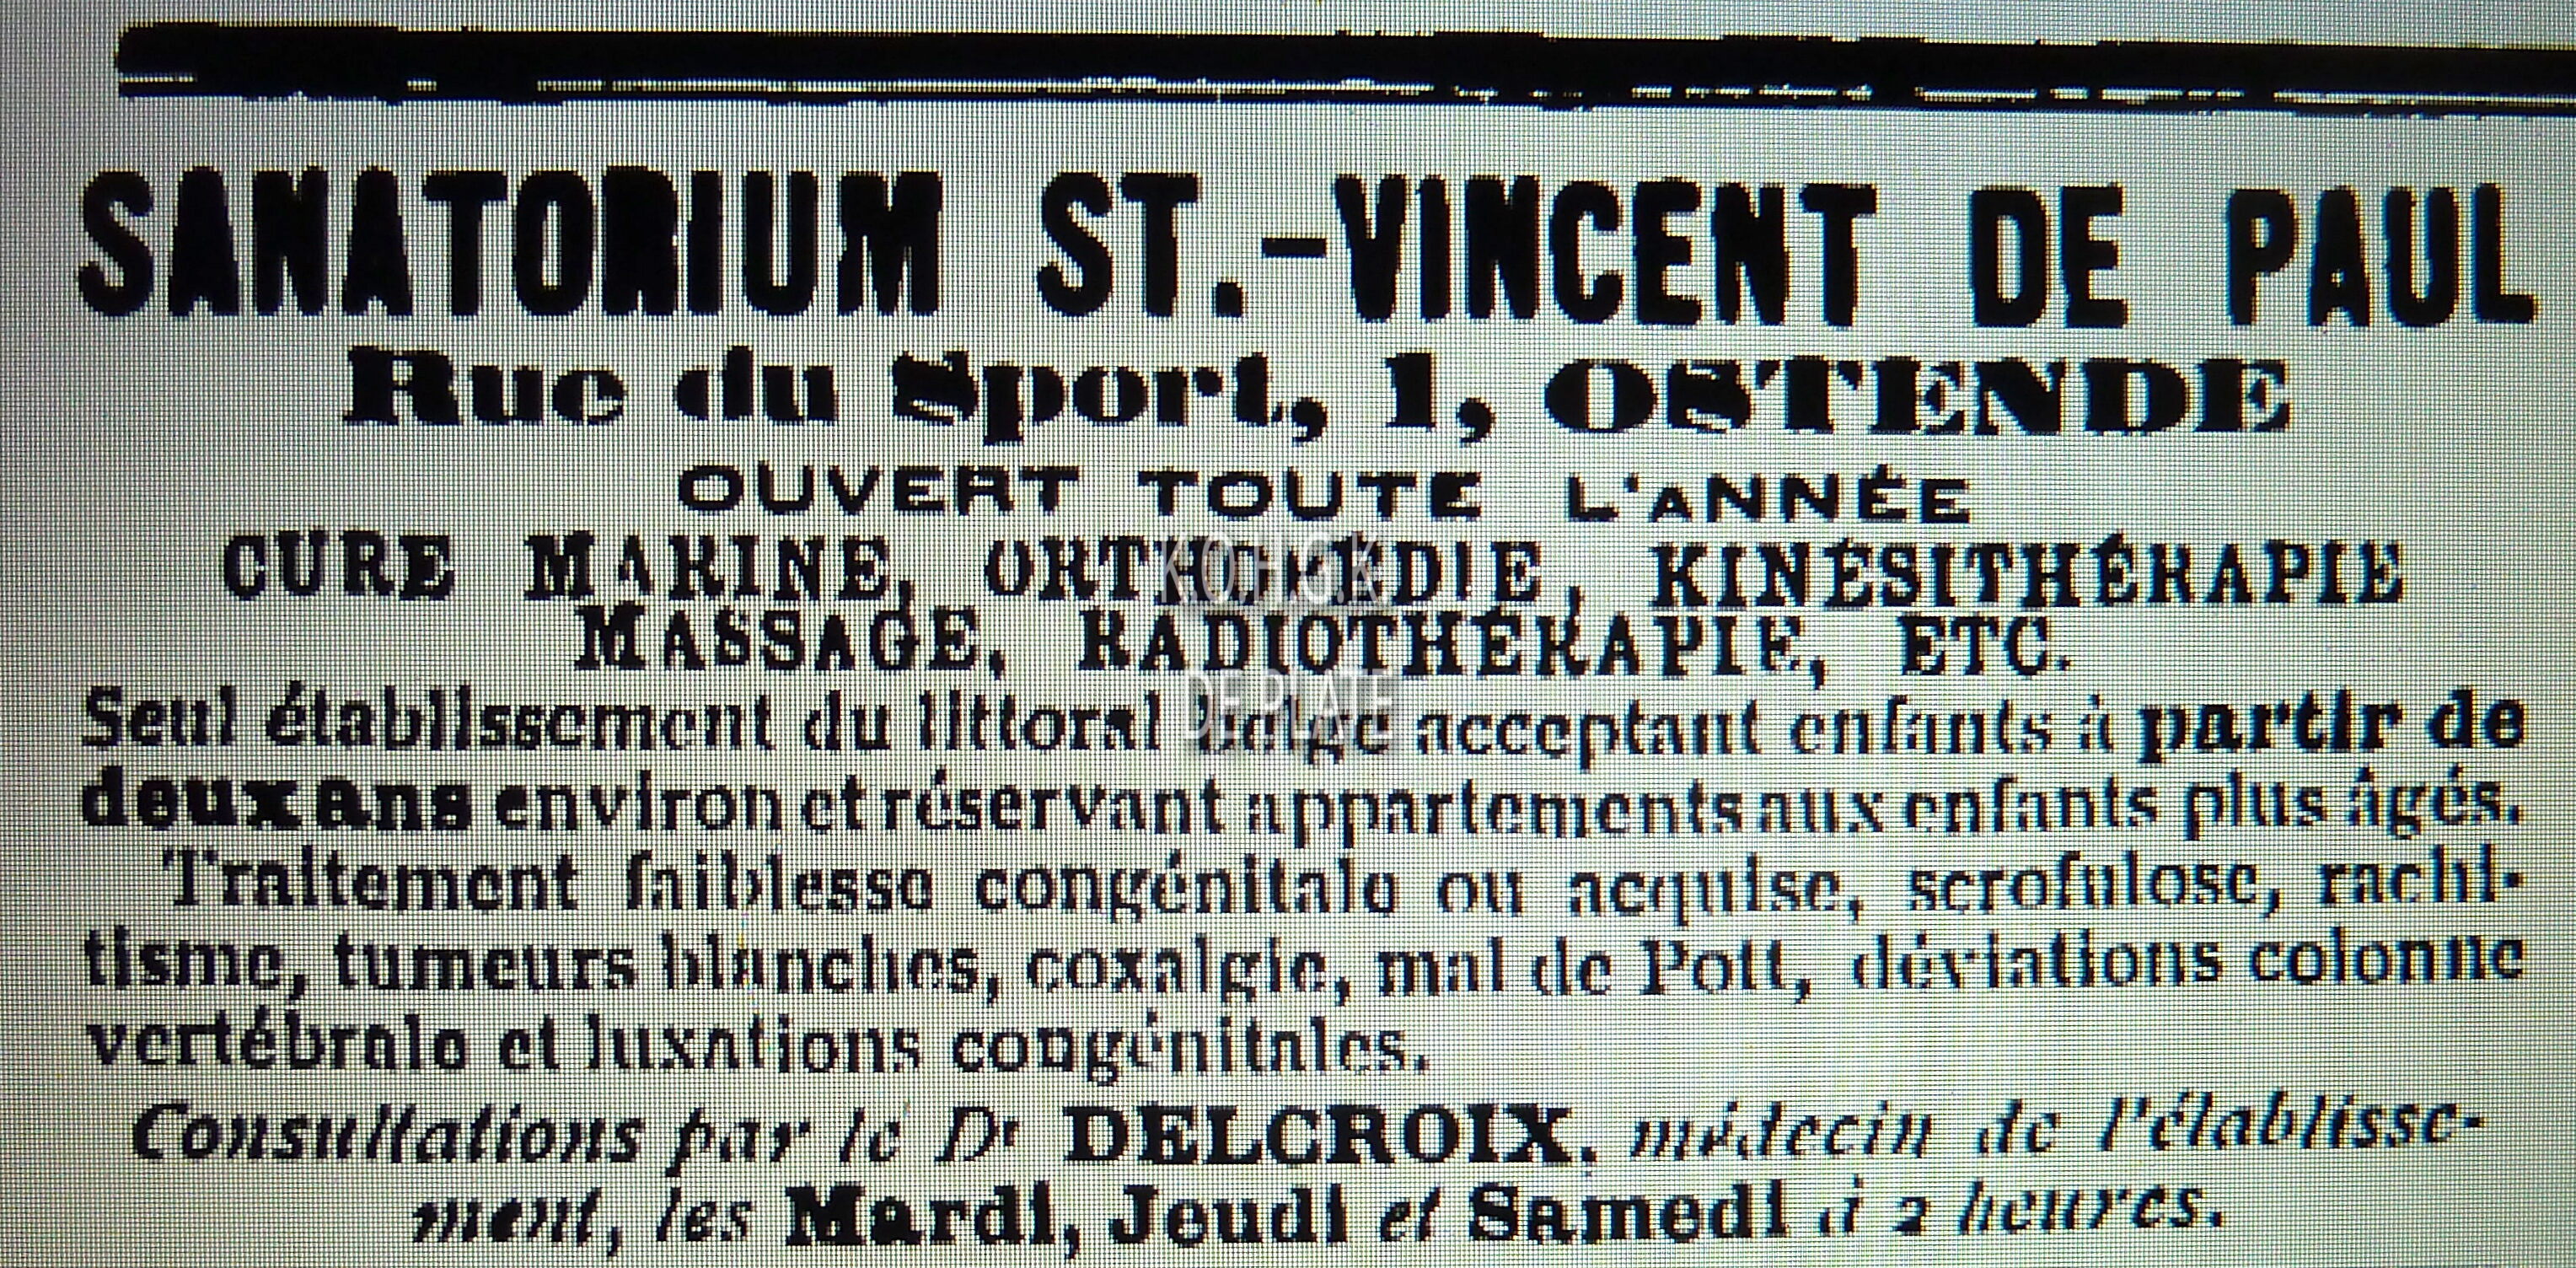 SANATORIUM ST.-VINCENT DE PAUL
Rue du Sport, 1, OSTENDE
OUVERT TOUTE L'ANNÉE
CURE MARINE, ORTHOPÉDIE, KINÉSITHÉRAPIE
MASSAGE, RADIOTHÉRAPIE, ETC.
K.O.H.G.K
DE PLATE
Seul établissement du littoral belge acceptant enfants à partir de
deux ans environ et réservant appartements aux enfants plus âgés.
Traitement faiblesse congénitale ou acquise, scrofulose, rachi-
tisme, tumeurs blanches, coxalgie, mal de Pott, déviations colonne
vertébrale et luxations congénitales.
Consultations par le Dr DELCROIX, médecin de l'établisse-
ment, les Mardi, Jeudi et Samedi à 2 heures.